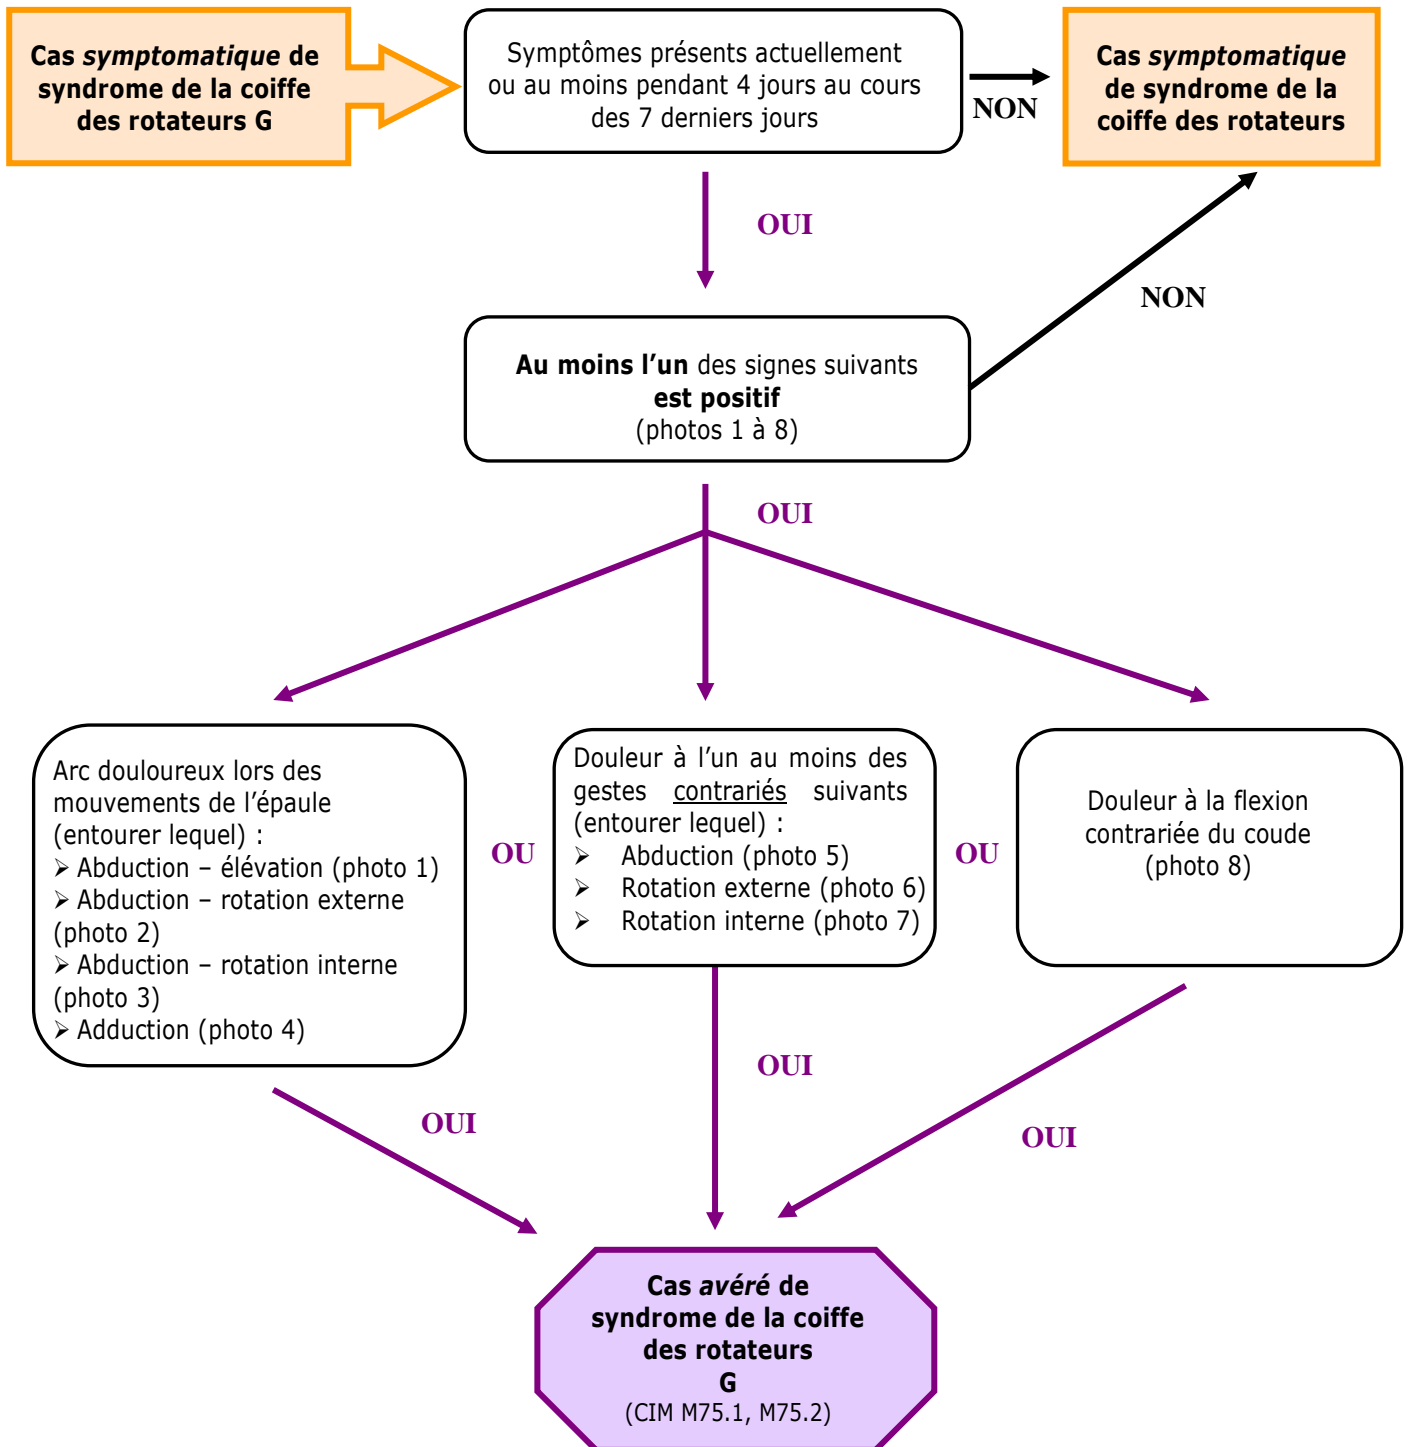 Cas symptomatique de
syndrome de la coiffe
des rotateurs G
Symptômes présents actuellement
ou au moins pendant 4 jours au cours
des 7 derniers jours
NON
Cas symptomatique
de syndrome de la
coiffe des rotateurs
OUI
NON
Au moins l’un des signes suivants
est positif
(photos 1 à 8)
OUI
Arc douloureux lors des
mouvements de l’épaule
(entourer lequel) :
➢ Abduction – élévation (photo 1)
➢ Abduction – rotation externe
(photo 2)
➢ Abduction – rotation interne
(photo 3)
➢ Adduction (photo 4)
OU
Douleur à l’un au moins des
gestes contrariés suivants
(entourer lequel) :
➢ Abduction (photo 5)
➢ Rotation externe (photo 6)
➢ Rotation interne (photo 7)
OU
Douleur à la flexion
contrariée du coude
(photo 8)
OUI
OUI
OUI
Cas avéré de
syndrome de la coiffe
des rotateurs
G
(CIM M75.1, M75.2)